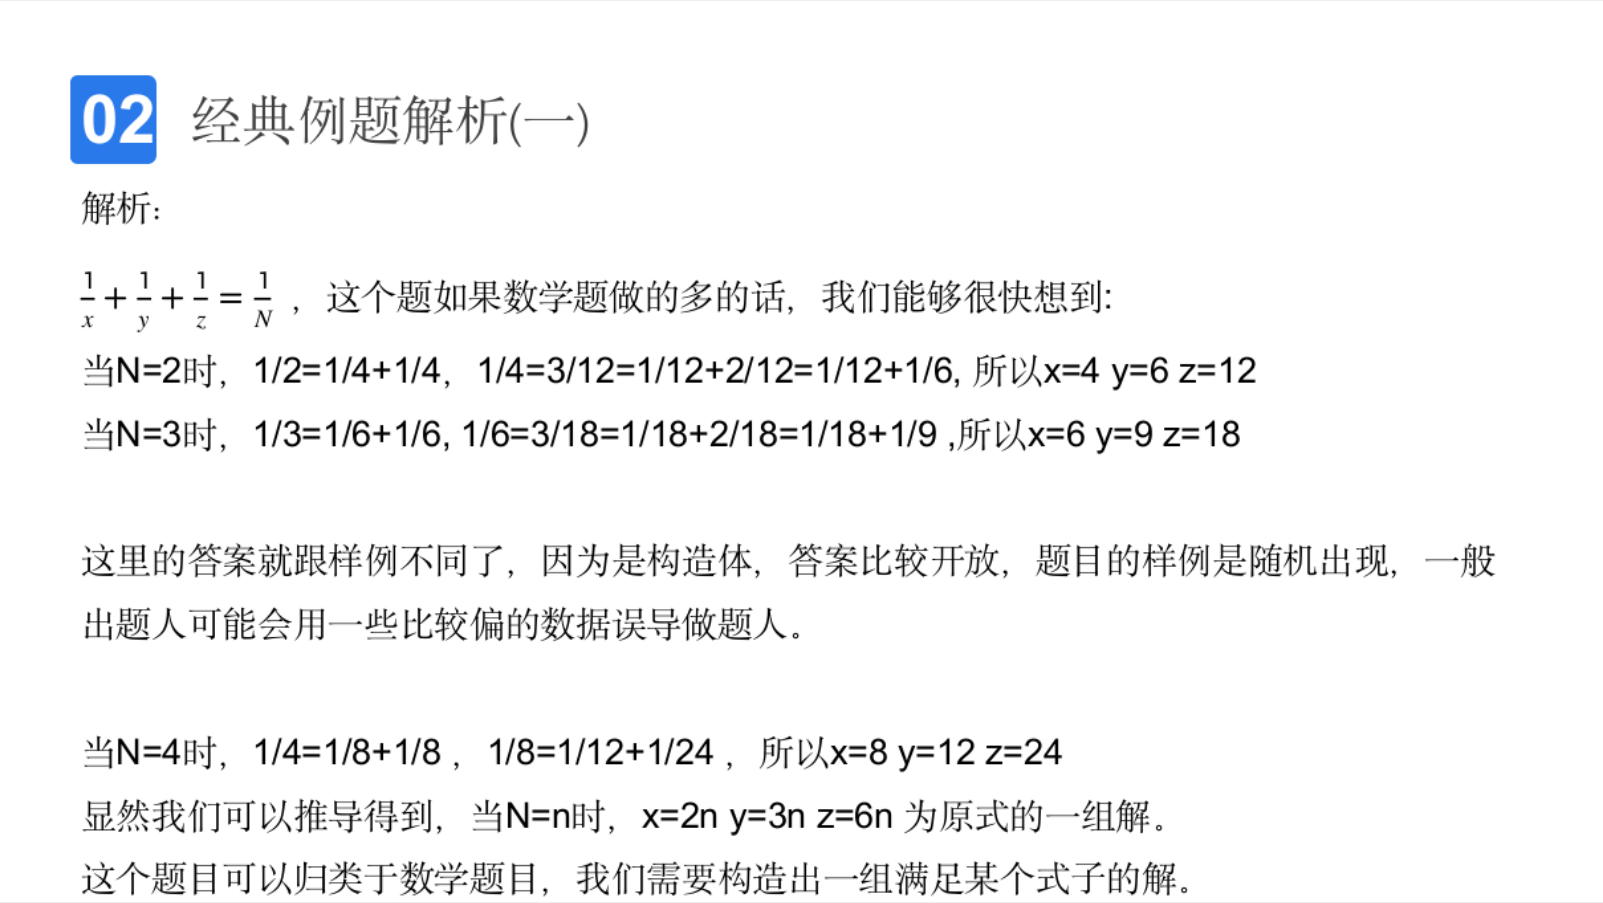 02 经典例题解析(一)
解析:
1/x + 1/y + 1/z = 1/N ，这个题如果数学题做的多的话，我们能够很快想到:
当N=2时，1/2=1/4+1/4，1/4=3/12=1/12+2/12=1/12+1/6, 所以x=4 y=6 z=12
当N=3时，1/3=1/6+1/6, 1/6=3/18=1/18+2/18=1/18+1/9 ,所以x=6 y=9 z=18
这里的答案就跟样例不同了，因为是构造体，答案比较开放，题目的样例是随机出现，一般
出题人可能会用一些比较偏的数据误导做题人。
当N=4时，1/4=1/8+1/8 ，1/8=1/12+1/24 ，所以x=8 y=12 z=24
显然我们可以推导得到，当N=n时，x=2n y=3n z=6n 为原式的一组解。
这个题目可以归类于数学题目，我们需要构造出一组满足某个式子的解。